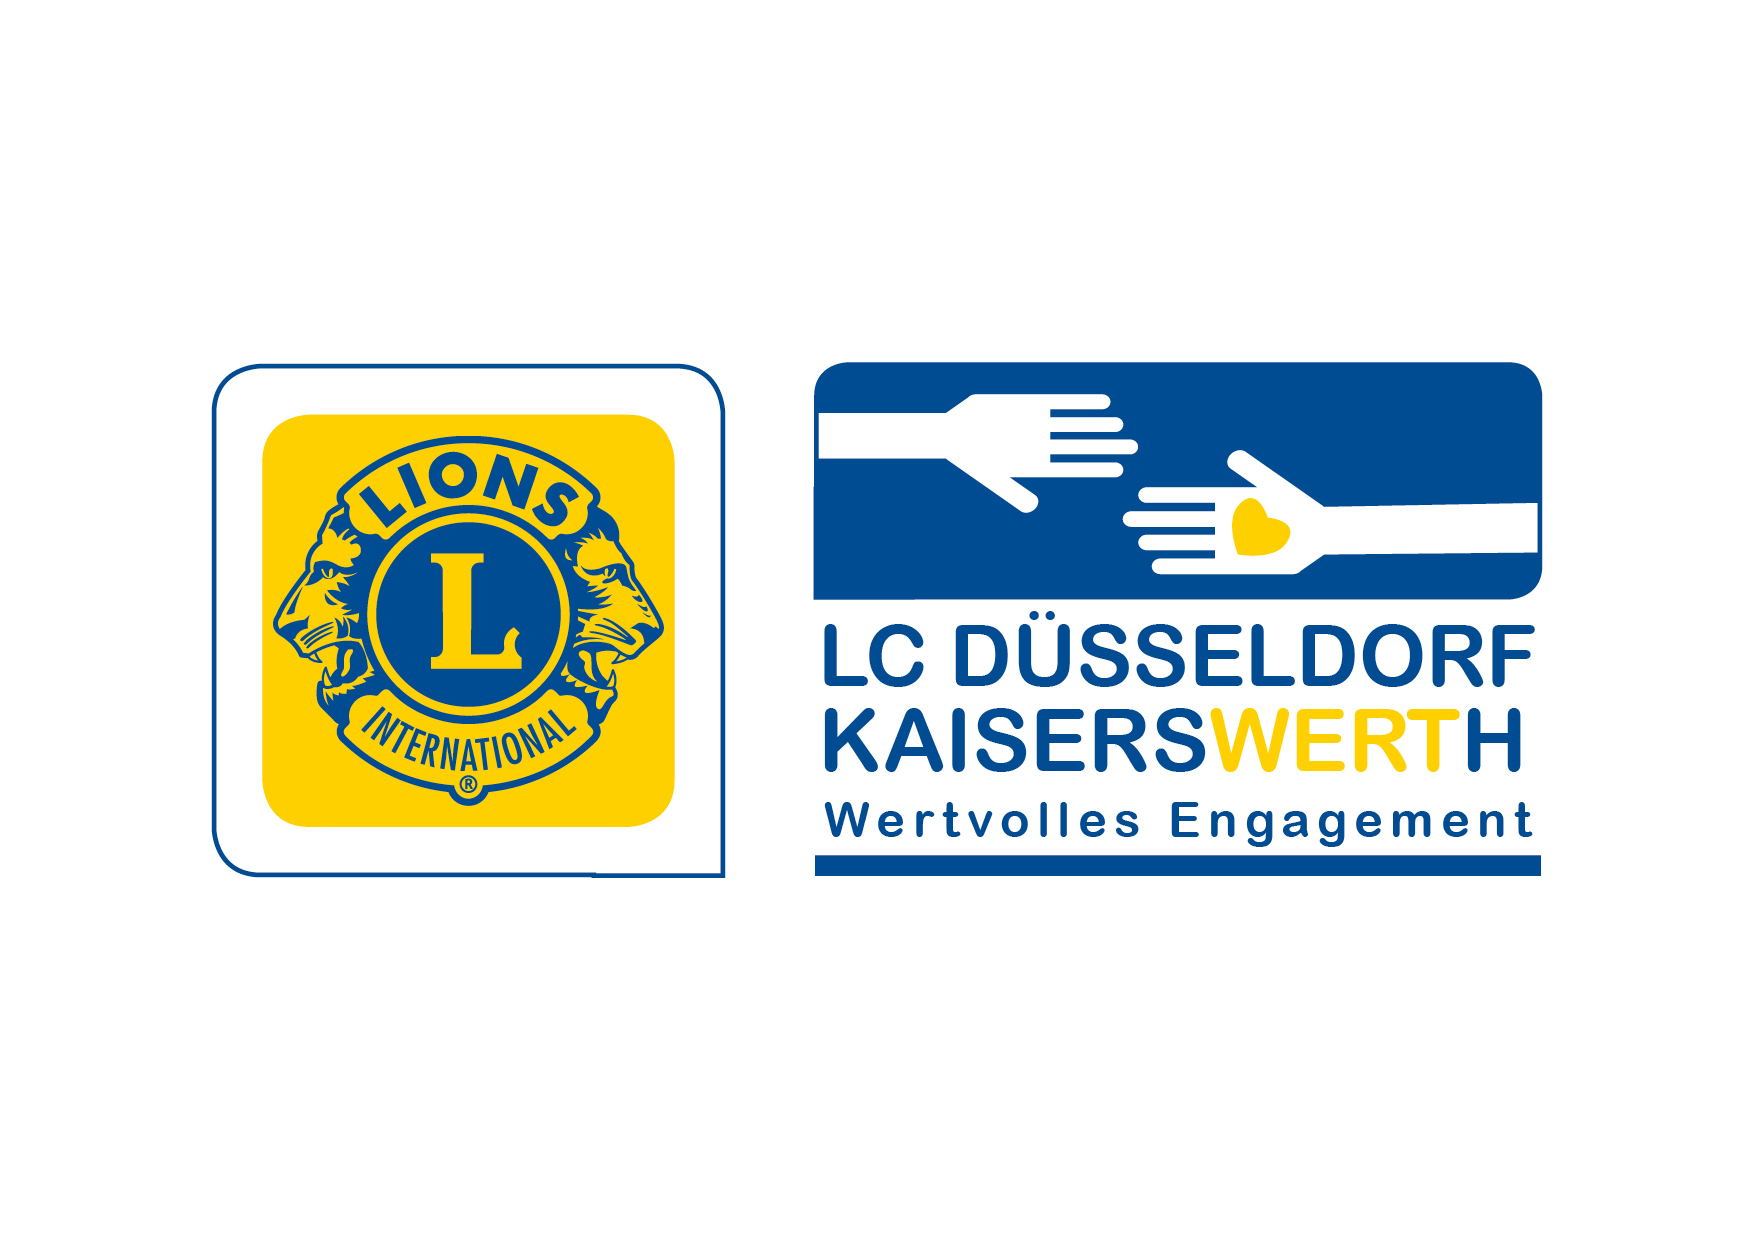 LIONS
L
INTERNATIONAL
®
LC DÜSSELDORF
KAISERSWERTH
Wertvolles Engagement